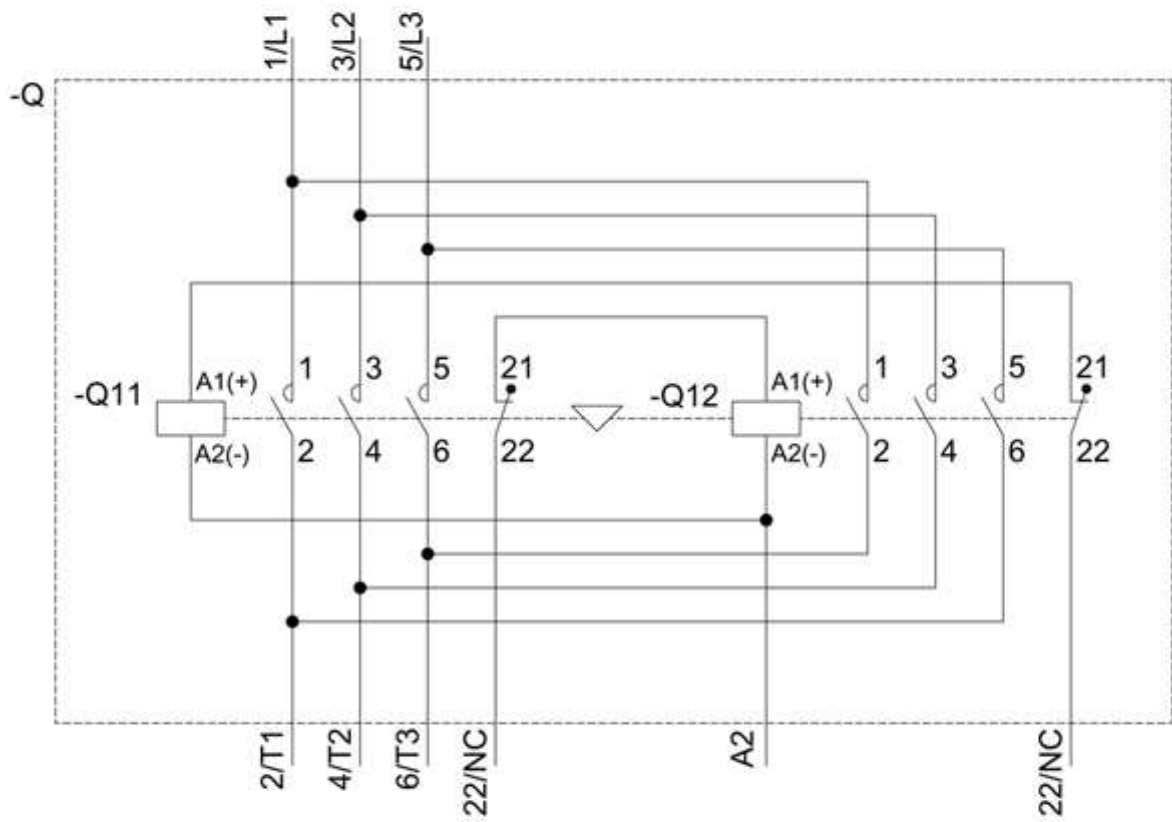 1/L1 3/L2 5/L3
-Q
1 3 5 21 1 3 5 21
-Q11 A1(+) -Q12 A1(+)
A2(-) 2 4 6 22 A2(-) 2 4 6 22
2/T1 4/T2 6/T3 22/NC A2 22/NC